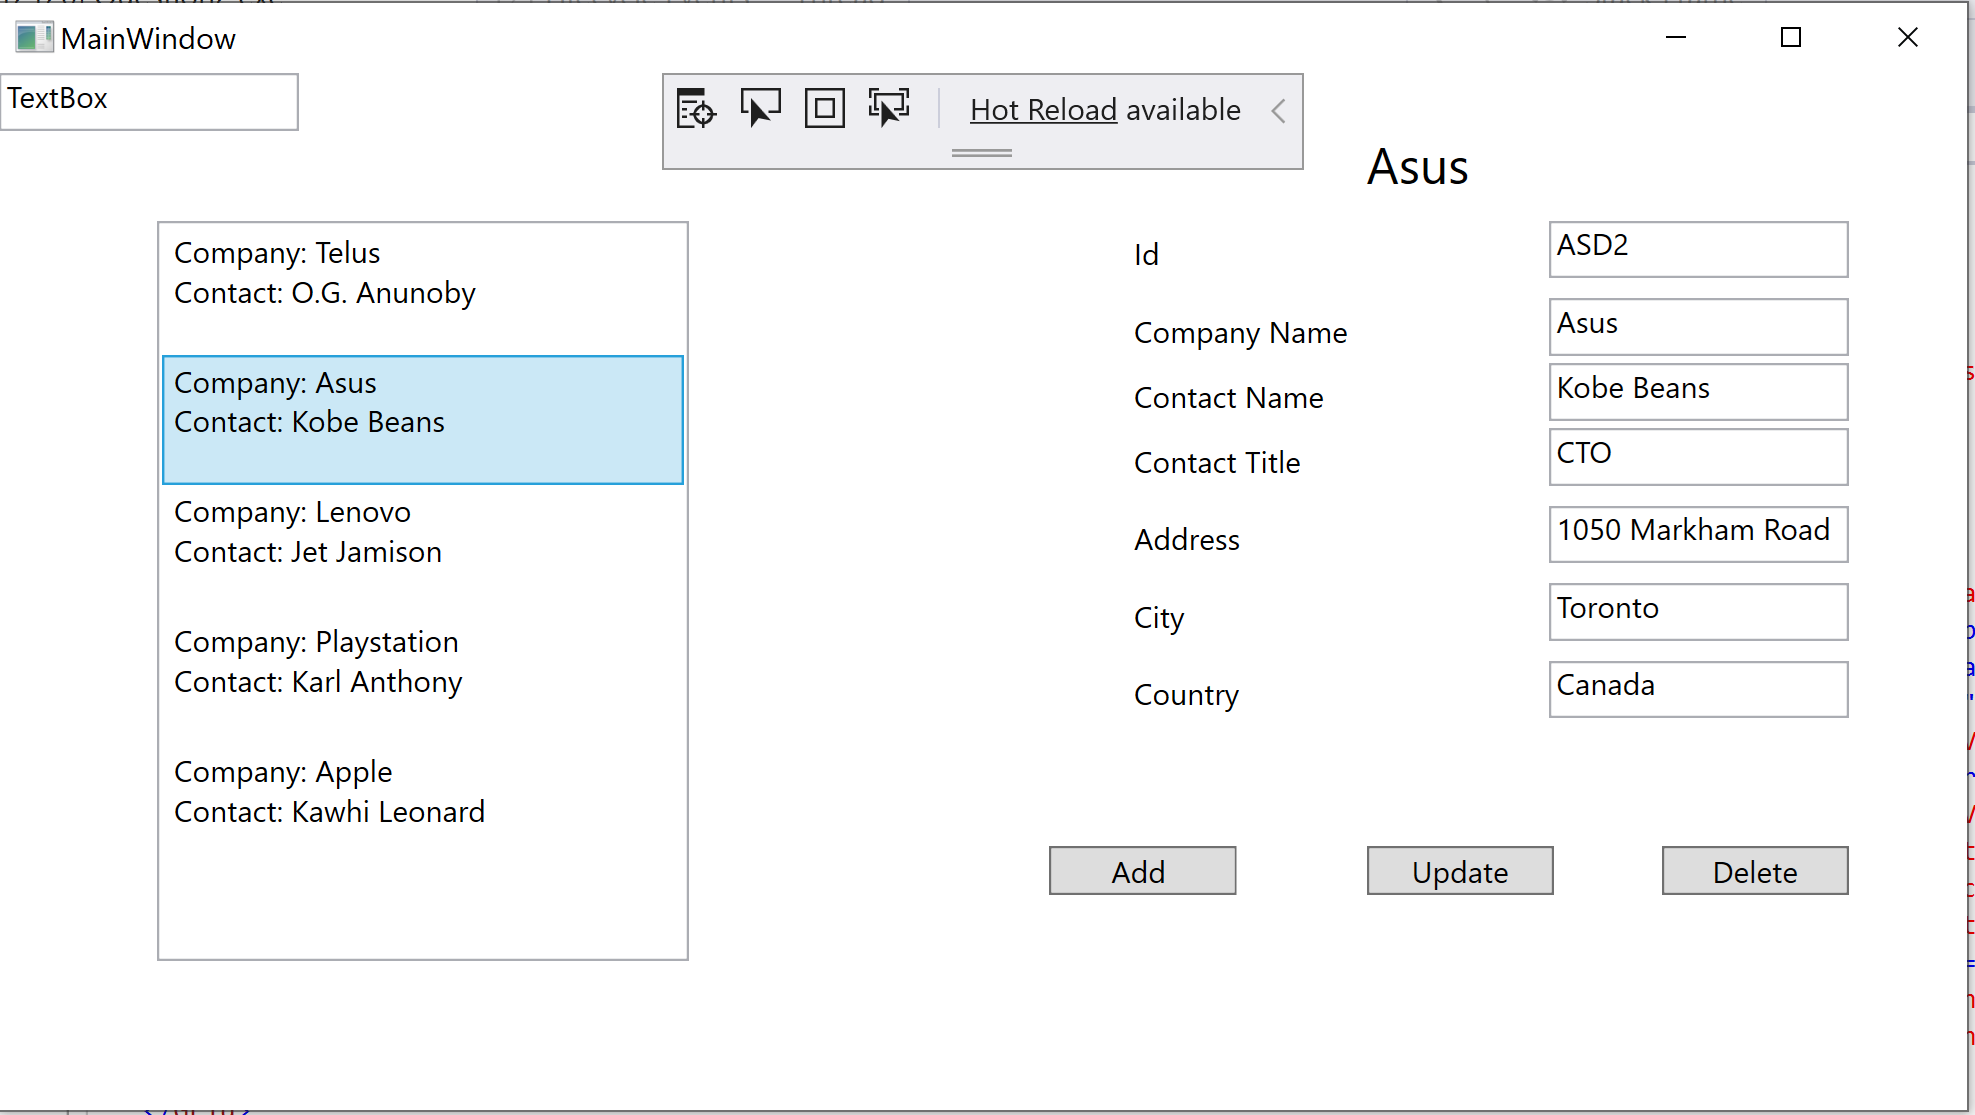 MainWindow
TextBox
Hot Reload available
Asus
Company: Telus
Contact: O.G. Anunoby
Company: Asus
Contact: Kobe Beans
Company: Lenovo
Contact: Jet Jamison
Company: Playstation
Contact: Karl Anthony
Company: Apple
Contact: Kawhi Leonard
Id ASD2
Company Name Asus
Contact Name Kobe Beans
Contact Title CTO
Address 1050 Markham Road
City Toronto
Country Canada
Add Update Delete